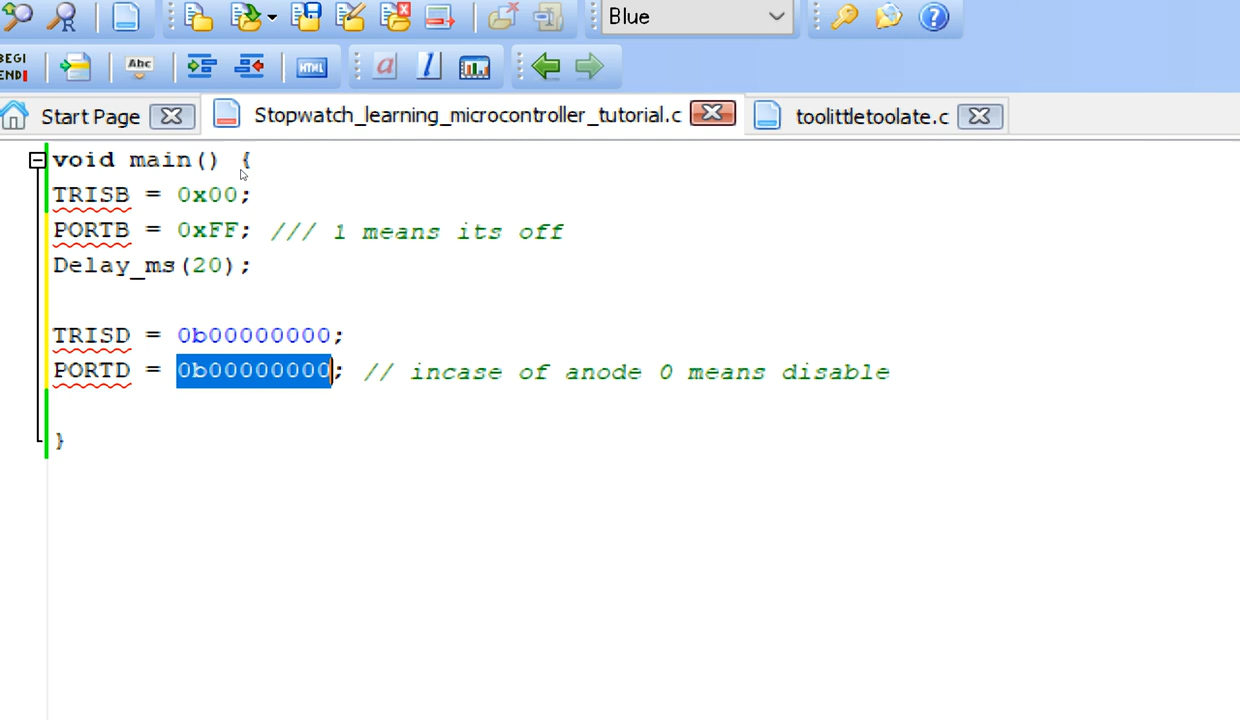 Blue
BEGI
END
Abc
HTML
a
l
Start Page
Stopwatch_learning_microcontroller_tutorial.c
toolittletoolate.c
void main() {
TRISB = 0x00;
PORTB = 0xFF; /// 1 means its off
Delay_ms(20);
TRISD = 0b00000000;
PORTD = 0b00000000; // incase of anode 0 means disable
}